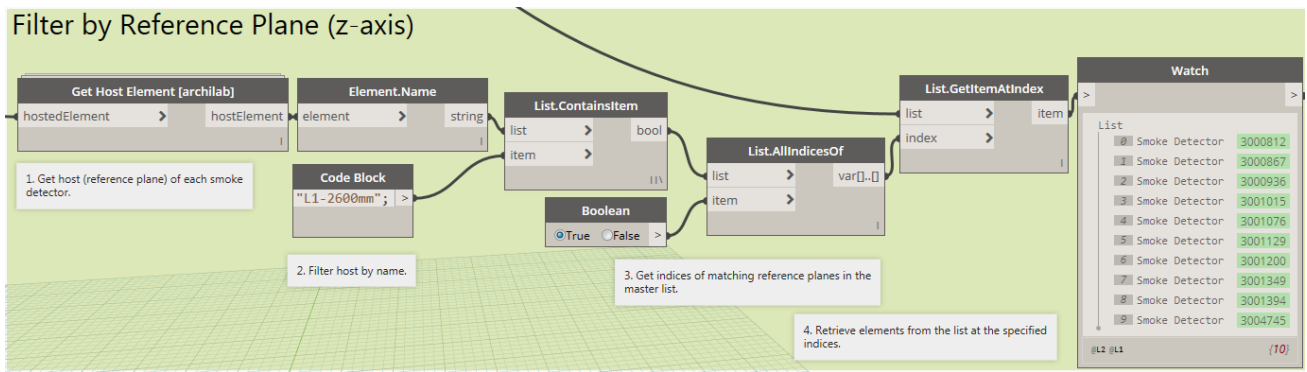 Filter by Reference Plane (z-axis)
Get Host Element [archilab]
hostedElement > hostElement
Element.Name
element > string
List.ContainsItem
list > bool
item >
Code Block
"L1-2600mm"; >
List.AllIndicesOf
list > var[]..[]
item >
Boolean
True False >
List.GetItemAtIndex
list > item
index >
Watch
> >
List
0 Smoke Detector 3000812
1 Smoke Detector 3000867
2 Smoke Detector 3000936
3 Smoke Detector 3001015
4 Smoke Detector 3001076
5 Smoke Detector 3001129
6 Smoke Detector 3001200
7 Smoke Detector 3001349
8 Smoke Detector 3001394
9 Smoke Detector 3004745
@L2 @L1 {10}
1. Get host (reference plane) of each smoke
detector.
2. Filter host by name.
3. Get indices of matching reference planes in the
master list.
4. Retrieve elements from the list at the specified
indices.